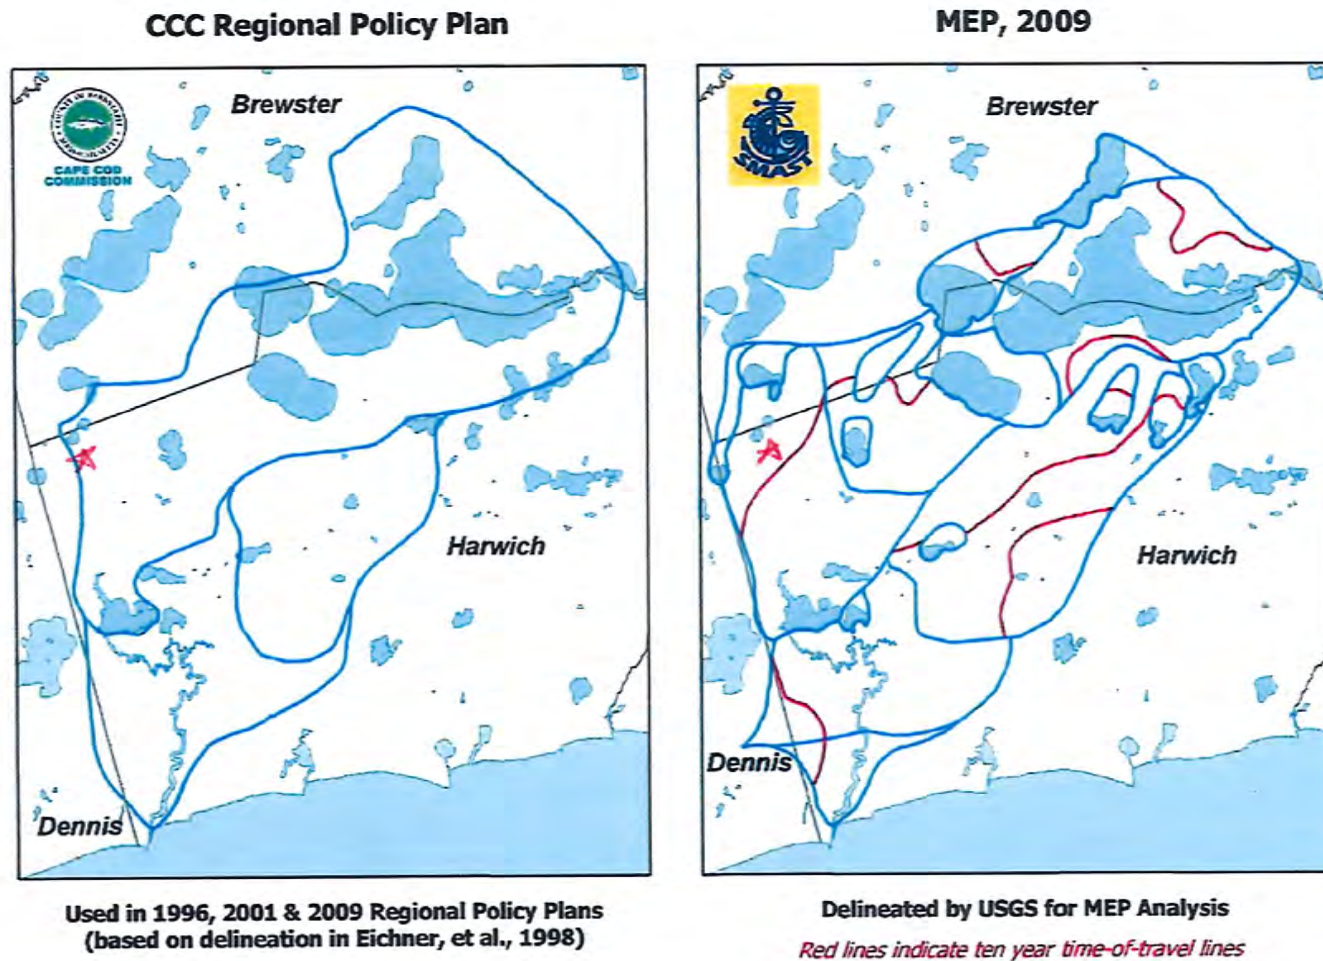 CCC Regional Policy Plan
MEP, 2009
Brewster
CAPE COD
COMMISSION
Harwich
Dennis
Brewster
SMAST
Harwich
Dennis
Used in 1996, 2001 & 2009 Regional Policy Plans
(based on delineation in Eichner, et al., 1998)
Delineated by USGS for MEP Analysis
Red lines indicate ten year time-of-travel lines